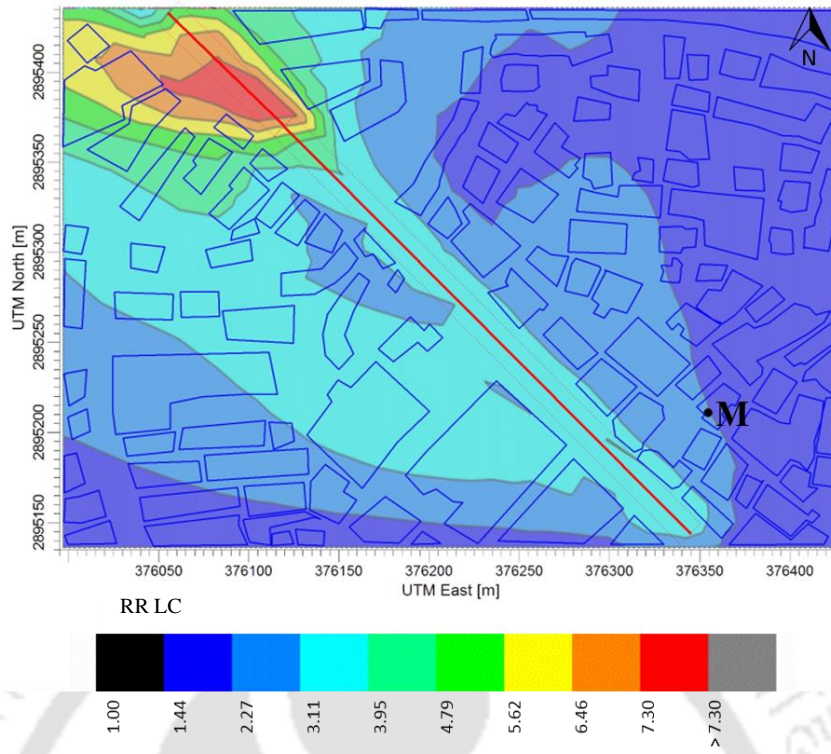 N
UTM North [m]
2895400
2895350
2895300
2895250
2895200
2895150
M
376050 376100 376150 376200 376250 376300 376350 376400
UTM East [m]
RR LC
1.00 1.44 2.27 3.11 3.95 4.79 5.62 6.46 7.30 > 7.30